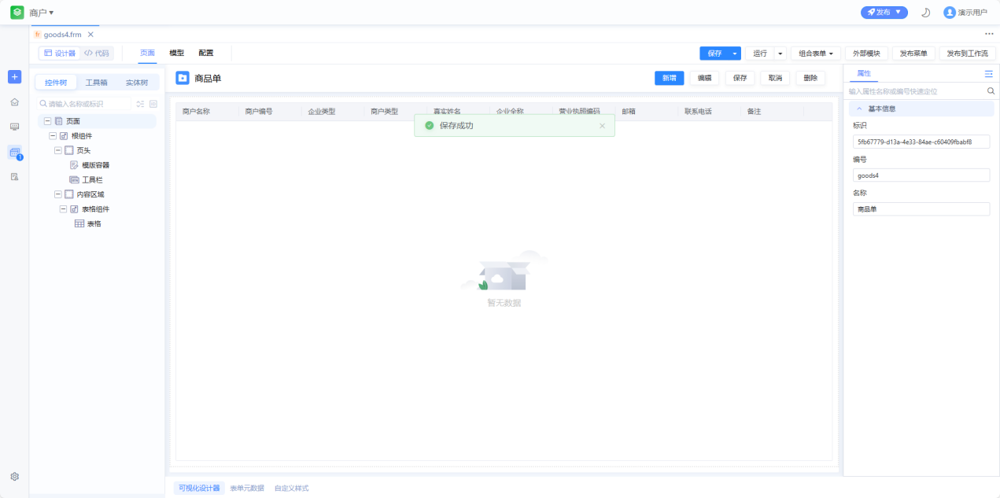 商户
发布
演示用户
fr goods4.frm
设计器
代码
页面
模型
配置
保存
运行
组合表单
外部模块
发布菜单
发布到工作流
控件树
工具箱
实体树
请输入名称或标识
页面
根组件
页头
模版容器
工具栏
内容区域
表格组件
表格
商品单
新增
编辑
保存
取消
删除
商户名称
商户编号
企业类型
商户类型
真实姓名
企业全称
营业执照编码
邮箱
联系电话
备注
保存成功
暂无数据
可视化设计器
表单元数据
自定义样式
属性
输入属性名称或编号快速定位
基本信息
标识
5fb67779-d13a-4e33-84ae-c60409fbabf8
编号
goods4
名称
商品单
1